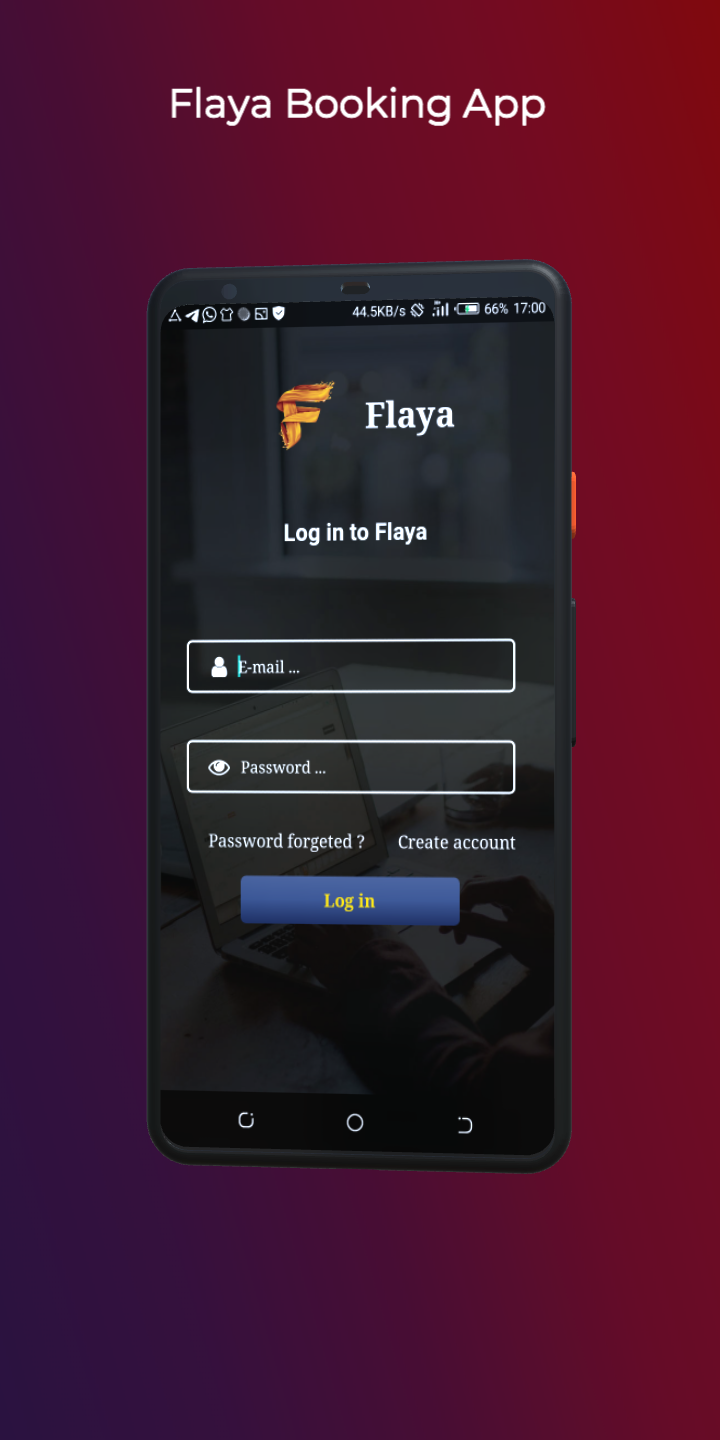 Flaya Booking App
44.5KB/s 66% 17:00
Flaya
Log in to Flaya
E-mail ...
Password ...
Password forgeted ? Create account
Log in